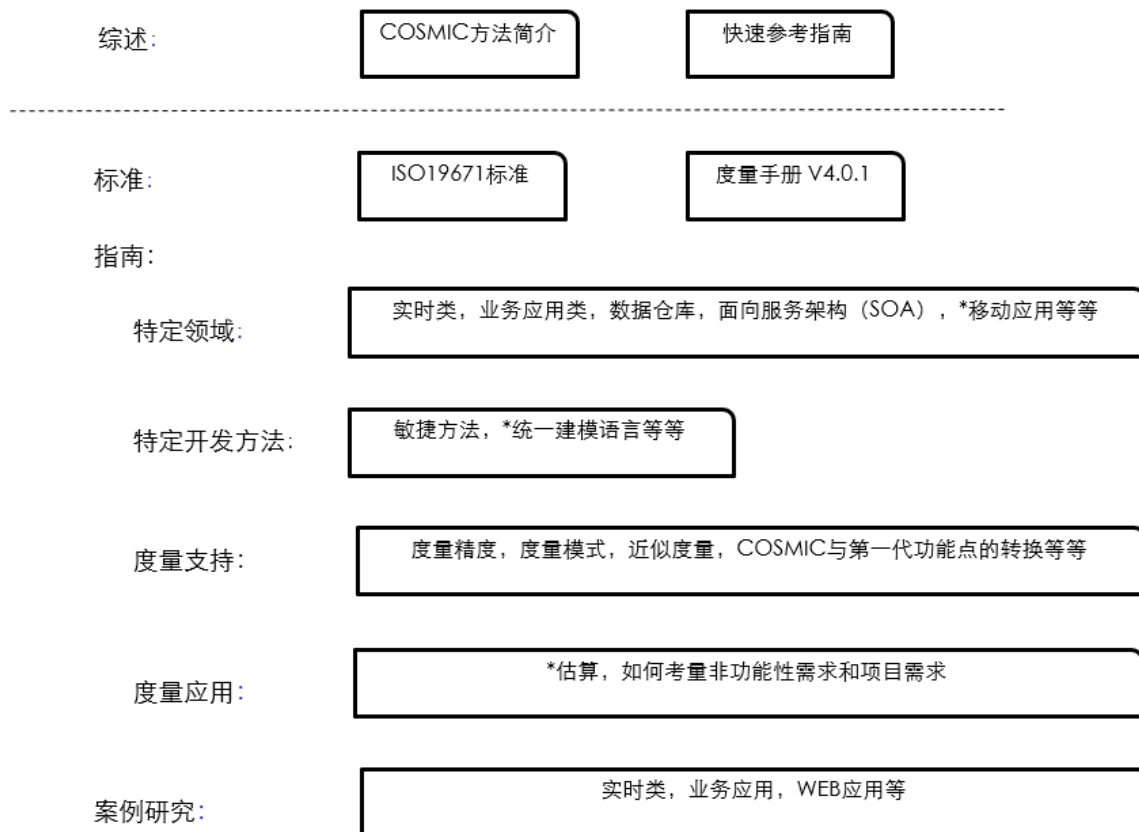 综述: COSMIC方法简介 快速参考指南
标准: ISO19671标准 度量手册 V4.0.1
指南:
特定领域: 实时类，业务应用类，数据仓库，面向服务架构（SOA）, *移动应用等等
特定开发方法: 敏捷方法，*统一建模语言等等
度量支持: 度量精度，度量模式，近似度量，COSMIC与第一代功能点的转换等等
度量应用: *估算，如何考量非功能性需求和项目需求
案例研究: 实时类，业务应用，WEB应用等